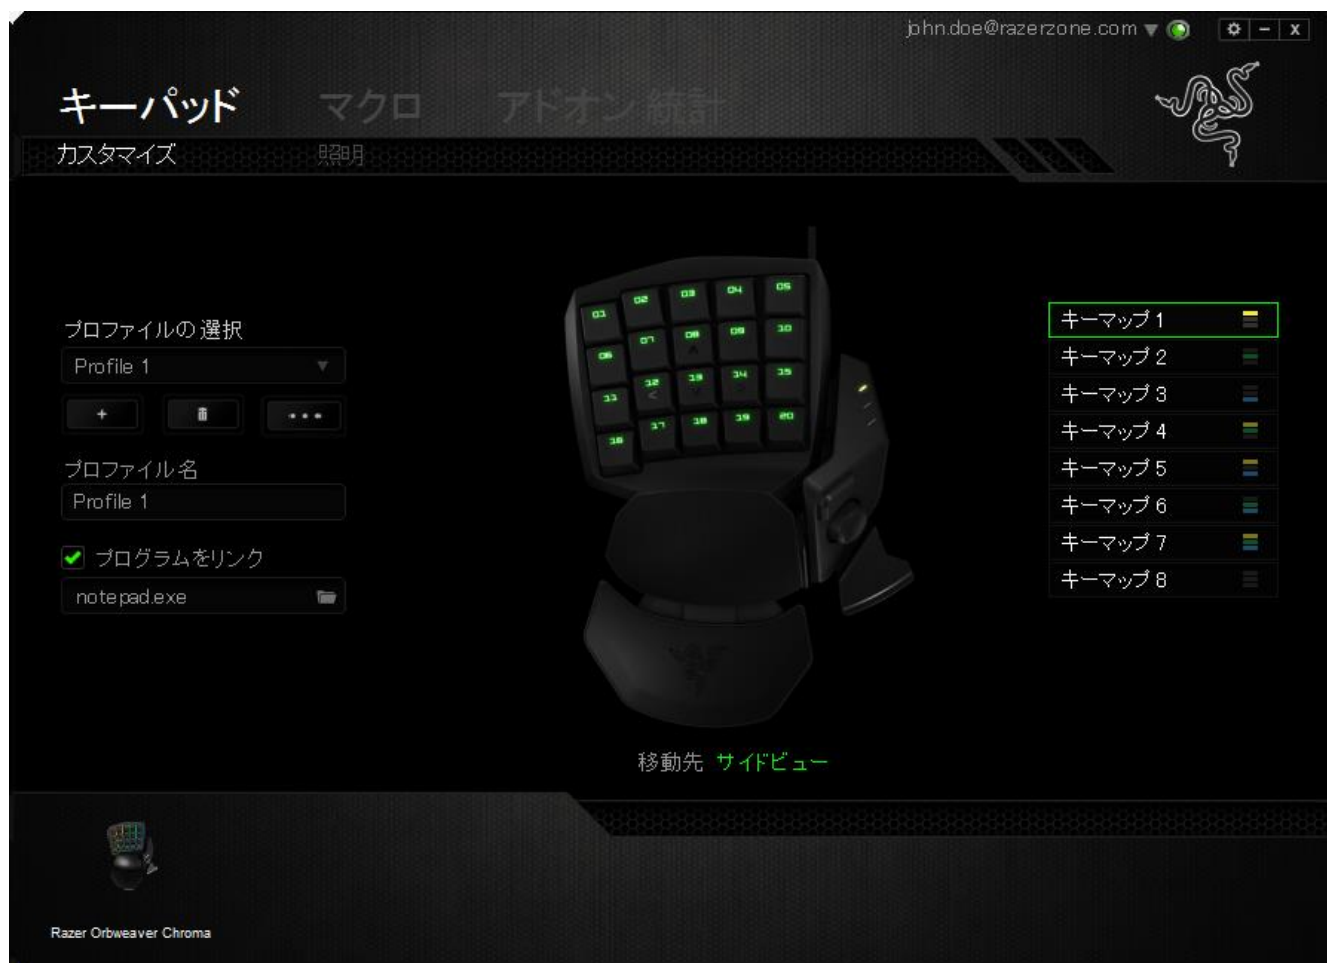 john.doe@razerzone.com
キーパッド マクロ アドオン 統計
カスタマイズ 照明
プロファイルの選択
Profile 1
プロファイル名
Profile 1
プログラムをリンク
notepad.exe
01 02 03 04 05
06 07 08 09 10
11 12 13 14 15
16 17 18 19 20
キーマップ 1
キーマップ 2
キーマップ 3
キーマップ 4
キーマップ 5
キーマップ 6
キーマップ 7
キーマップ 8
移動先 サイドビュー
Razer Orbweaver Chroma